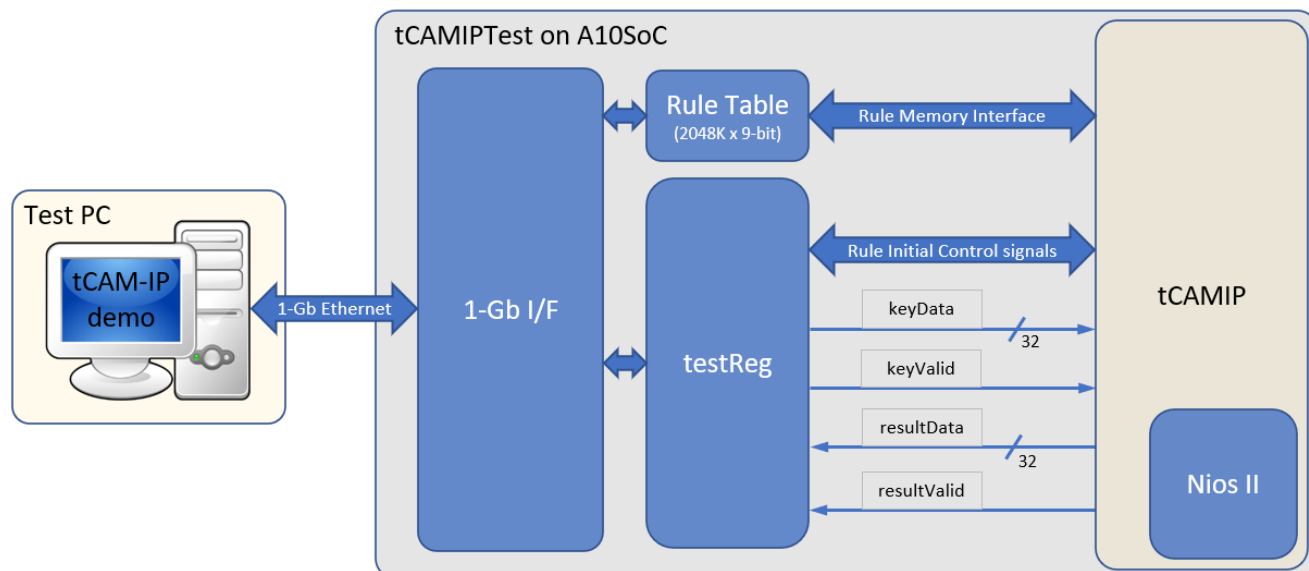 tCAMIPTest on A10SoC
Rule Table
(2048K x 9-bit)
Rule Memory Interface
Test PC
tCAM-IP
demo
1-Gb Ethernet
1-Gb I/F
testReg
Rule Initial Control signals
tCAMIP
keyData
32
keyValid
resultData
32
resultValid
Nios II